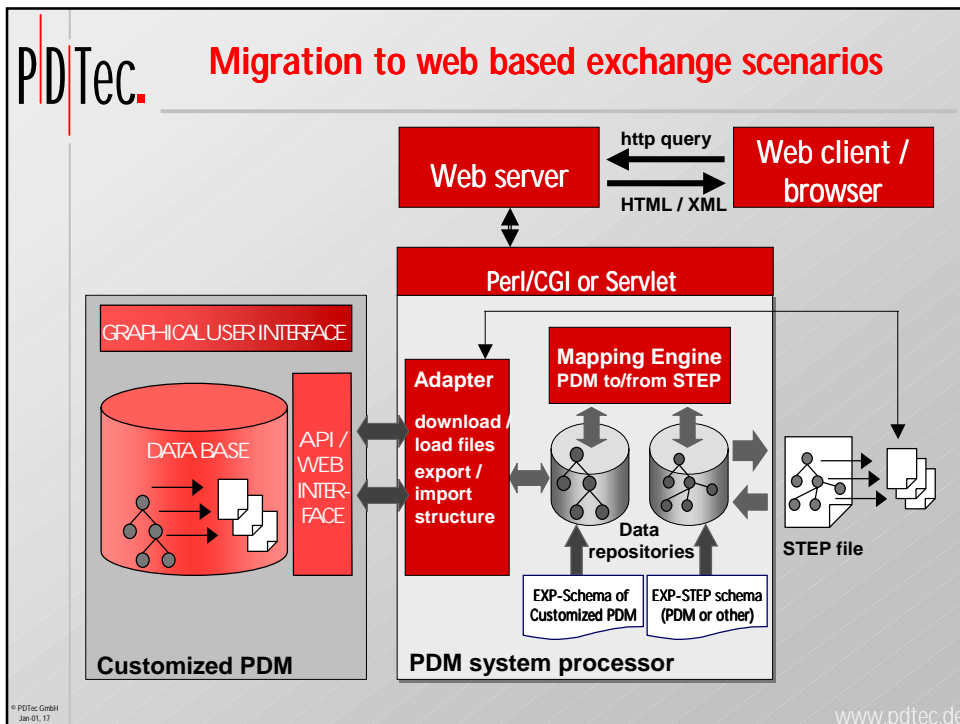 PDTec.
Migration to web based exchange scenarios
Web server
http query
HTML / XML
Web client /
browser
Perl/CGI or Servlet
GRAPHICAL USER INTERFACE
DATA BASE
API /
WEB
INTER-
FACE
Customized PDM
Adapter
download /
load files
export /
import
structure
Mapping Engine
PDM to/from STEP
Data
repositories
EXP-Schema of
Customized PDM
EXP-STEP schema
(PDM or other)
PDM system processor
STEP file
© PDTec GmbH
Jan-01, 17
www.pdtec.de